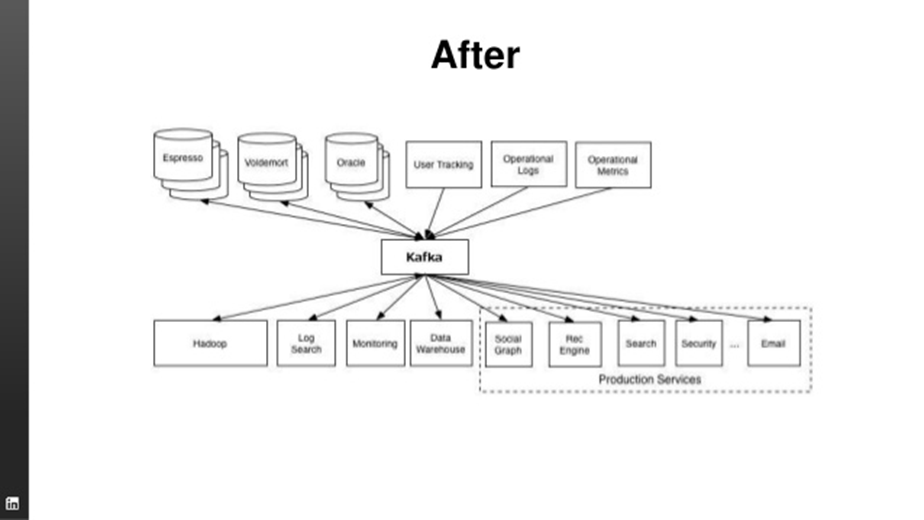 After
Espresso
Voldemort
Oracle
User Tracking
Operational
Logs
Operational
Metrics
Kafka
Hadoop
Log
Search
Monitoring
Data
Warehouse
Social
Graph
Rec
Engine
Search
Security
...
Email
Production Services
in